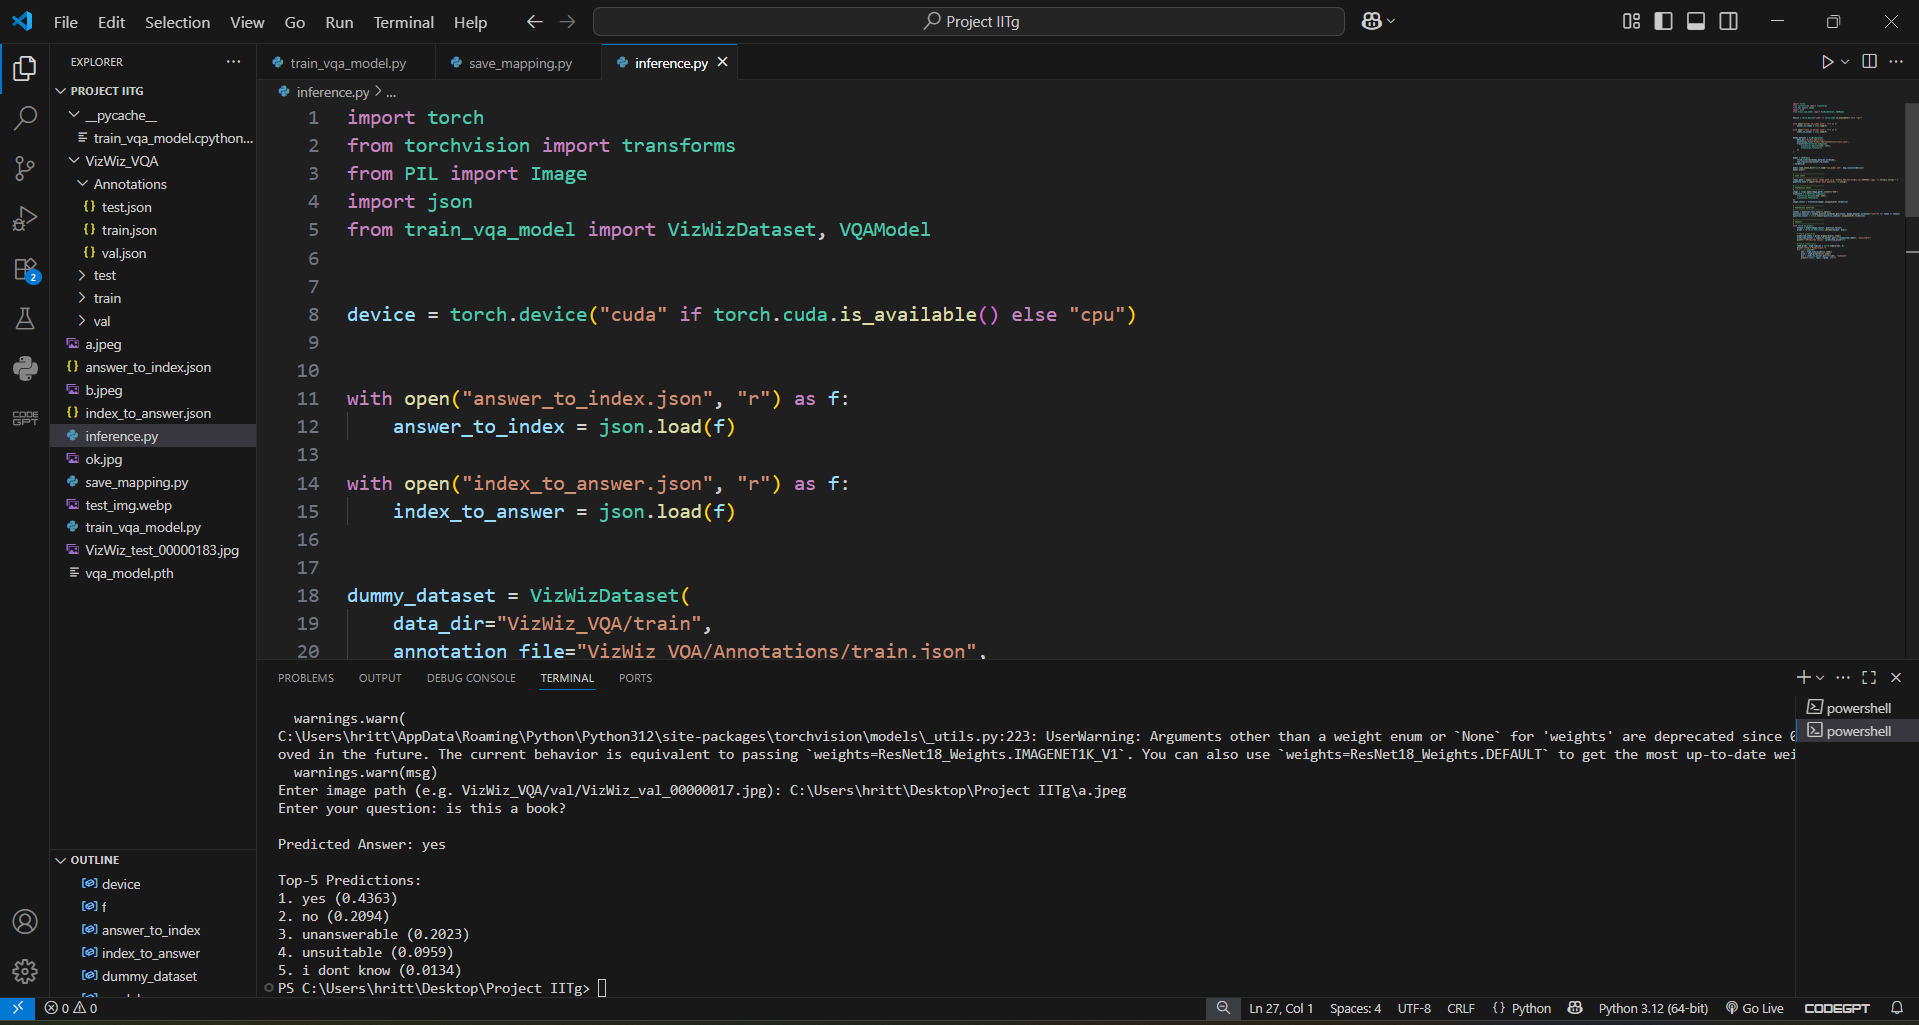 File Edit Selection View Go Run Terminal Help
Project IITg
EXPLORER
PROJECT IITG
__pycache__
train_vqa_model.cpython...
VizWiz_VQA
Annotations
test.json
train.json
val.json
test
train
val
a.jpeg
answer_to_index.json
b.jpeg
index_to_answer.json
inference.py
ok.jpg
save_mapping.py
test_img.webp
train_vqa_model.py
VizWiz_test_00000183.jpg
vqa_model.pth
2
CODE GPT
OUTLINE
device
f
answer_to_index
index_to_answer
dummy_dataset
train_vqa_model.py save_mapping.py inference.py
inference.py > ...
1 import torch
2 from torchvision import transforms
3 from PIL import Image
4 import json
5 from train_vqa_model import VizWizDataset, VQAModel
6
7
8 device = torch.device("cuda" if torch.cuda.is_available() else "cpu")
9
10
11 with open("answer_to_index.json", "r") as f:
12 answer_to_index = json.load(f)
13
14 with open("index_to_answer.json", "r") as f:
15 index_to_answer = json.load(f)
16
17
18 dummy_dataset = VizWizDataset(
19 data_dir="VizWiz_VQA/train",
20 annotation_file="VizWiz_VQA/Annotations/train.json",
PROBLEMS OUTPUT DEBUG CONSOLE TERMINAL PORTS
powershell
powershell
warnings.warn(
C:\Users\hritt\AppData\Roaming\Python\Python312\site-packages\torchvision\models\_utils.py:223: UserWarning: Arguments other than a weight enum or `None` for 'weights' are deprecated since
oved in the future. The current behavior is equivalent to passing `weights=ResNet18_Weights.IMAGENET1K_V1`. You can also use `weights=ResNet18_Weights.DEFAULT` to get the most up-to-date wei
warnings.warn(msg)
Enter image path (e.g. VizWiz_VQA/val/VizWiz_val_00000017.jpg): C:\Users\hritt\Desktop\Project IITg\a.jpeg
Enter your question: is this a book?
Predicted Answer: yes
Top-5 Predictions:
1. yes (0.4363)
2. no (0.2094)
3. unanswerable (0.2023)
4. unsuitable (0.0959)
5. i dont know (0.0134)
PS C:\Users\hritt\Desktop\Project IITg>
0 0 Ln 27, Col 1 Spaces: 4 UTF-8 CRLF {} Python Python 3.12 (64-bit) Go Live CODEGPT